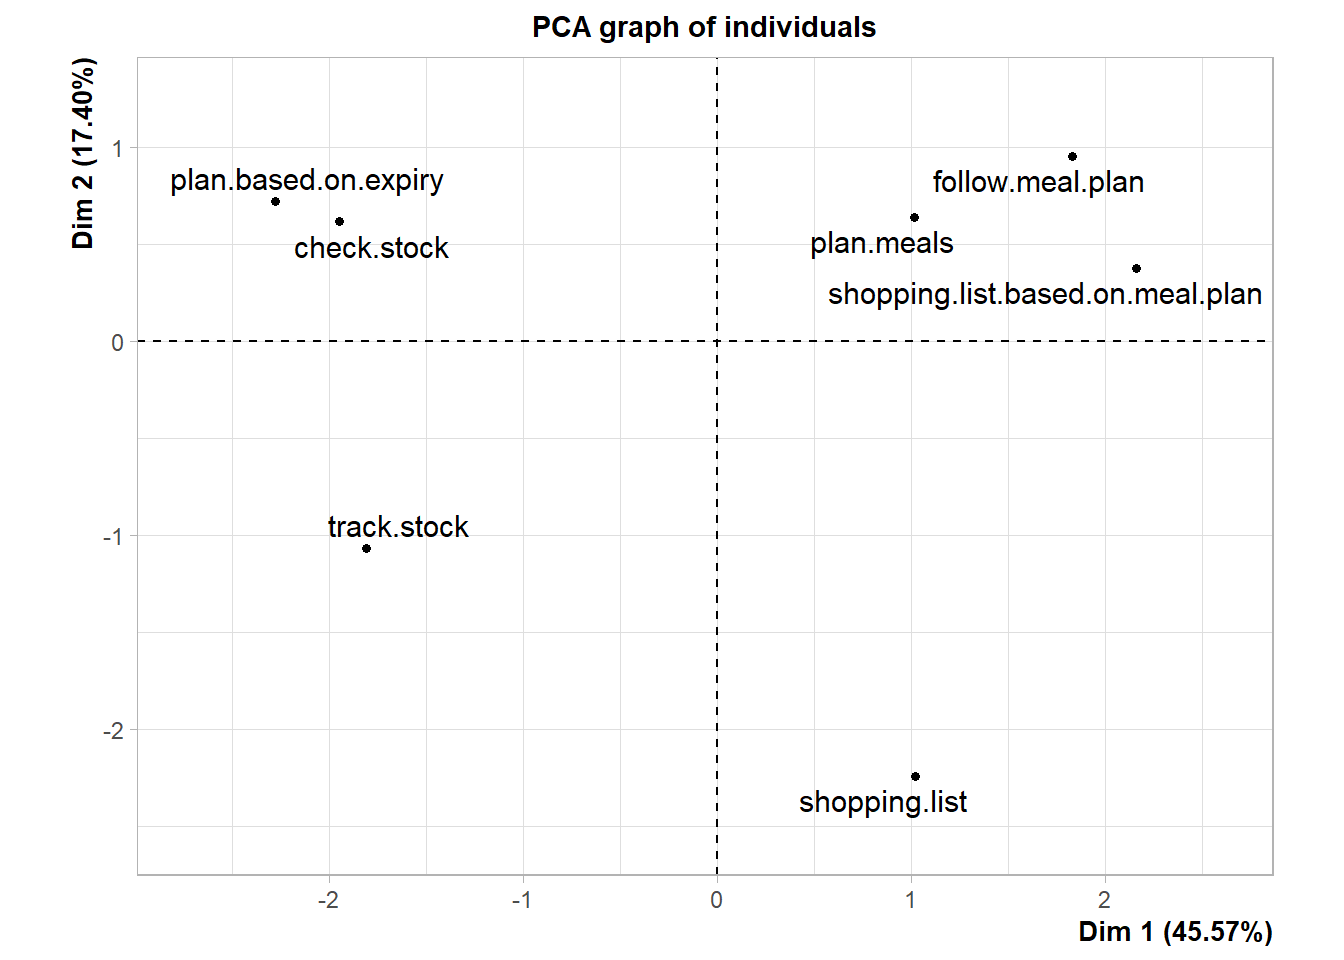 PCA graph of individuals
Dim 2 (17.40%)
1
0
-1
-2
plan.based.on.expiry
check.stock
follow.meal.plan
plan.meals
shopping.list.based.on.meal.plan
track.stock
shopping.list
-2
-1
0
1
2
Dim 1 (45.57%)